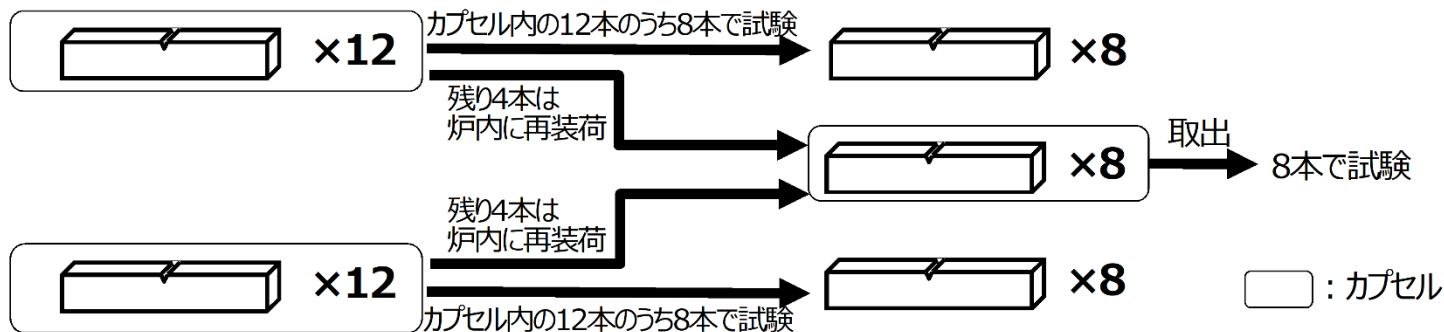 ×12
カプセル内の12本のうち8本で試験
×8
残り4本は
炉内に再装荷
×8
取出
8本で試験
残り4本は
炉内に再装荷
×12
カプセル内の12本のうち8本で試験
×8
：カプセル